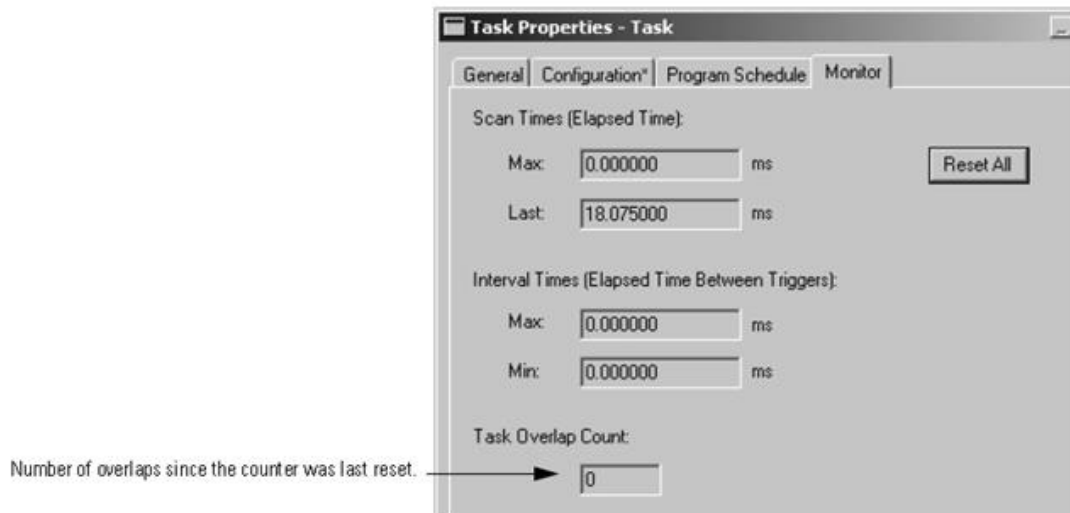 Task Properties - Task
General Configuration* Program Schedule Monitor
Scan Times (Elapsed Time):
Max: 0.000000 ms Reset All
Last: 18.075000 ms
Interval Times (Elapsed Time Between Triggers):
Max: 0.000000 ms
Min: 0.000000 ms
Task Overlap Count:
Number of overlaps since the counter was last reset. 0